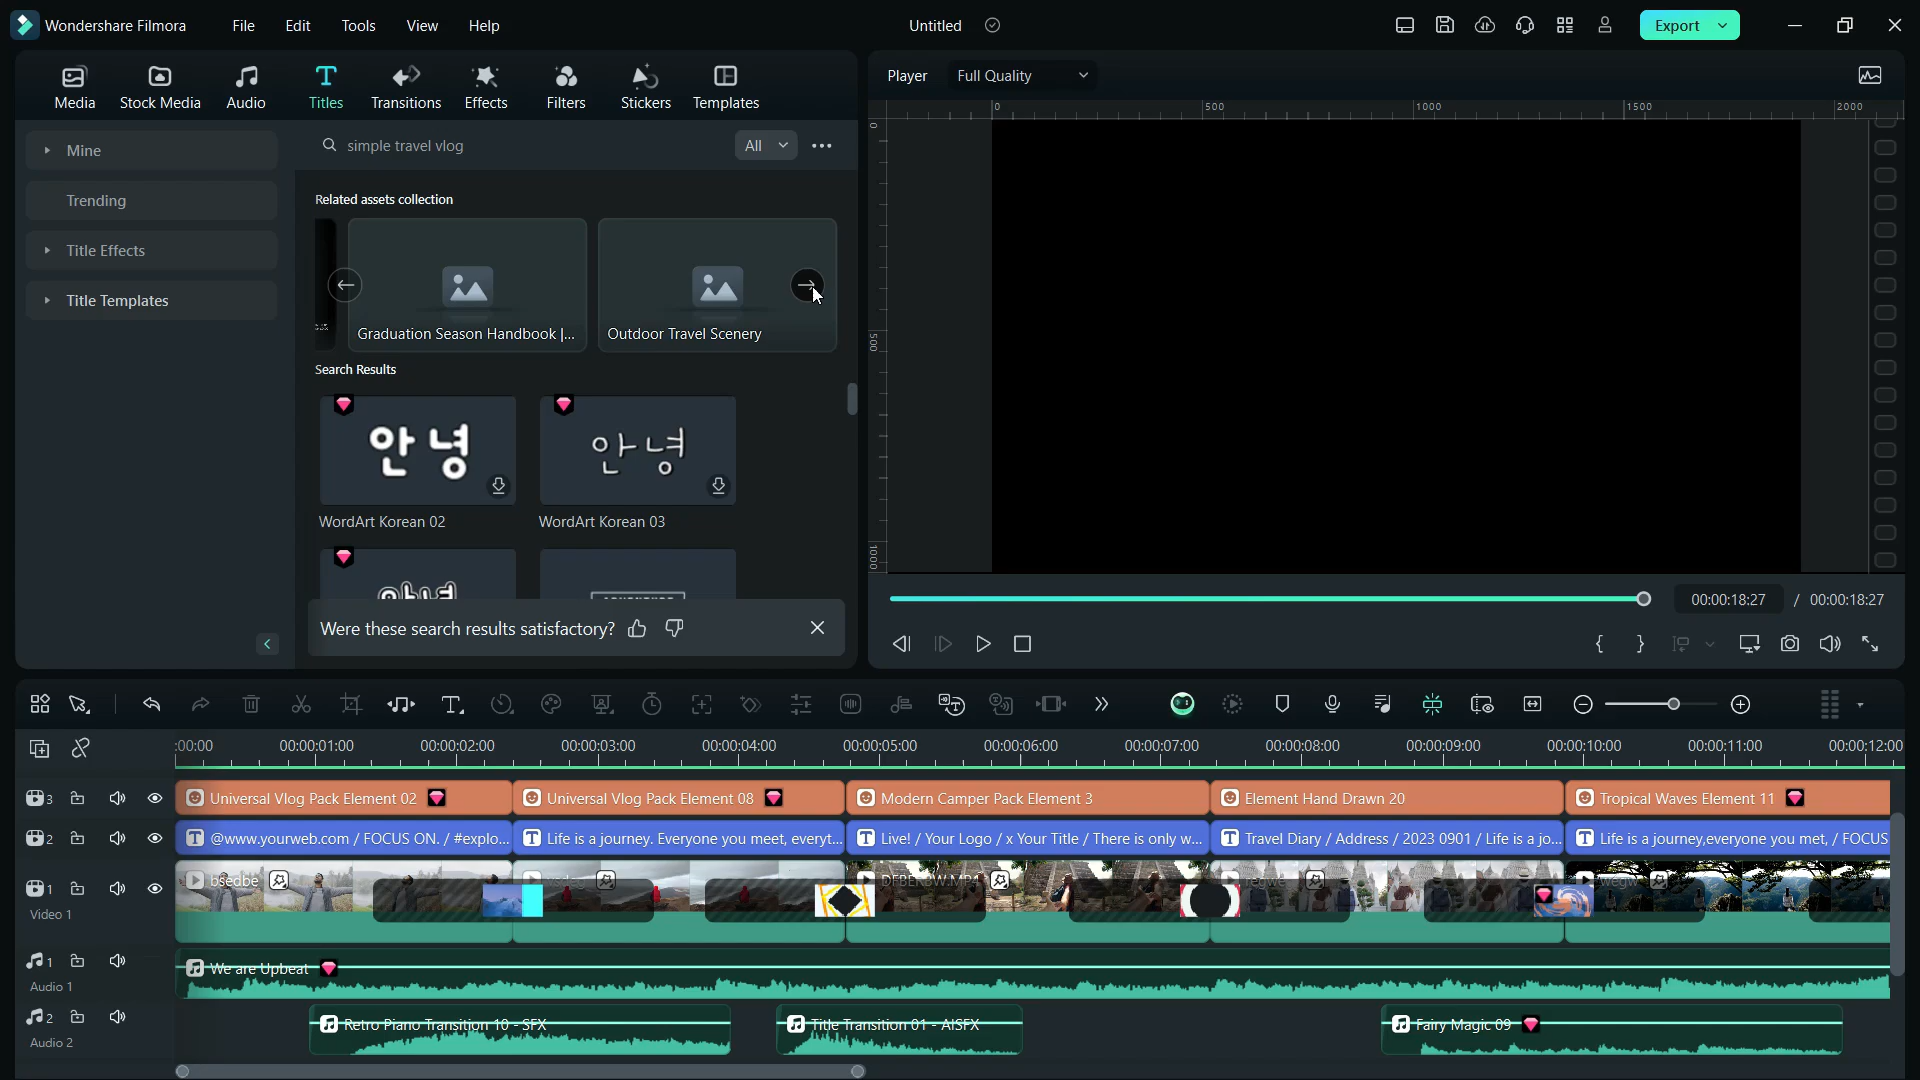 Wondershare Filmora
File
Edit
Tools
View
Help
Untitled
Export
Media
Stock Media
Audio
Titles
Transitions
Effects
Filters
Stickers
Templates
Player
Full Quality
0
500
1000
1500
2000
0
500
1000
Mine
Trending
Title Effects
Title Templates
simple travel vlog
All
Related assets collection
Graduation Season Handbook |...
Outdoor Travel Scenery
Search Results
안녕
안녕
WordArt Korean 02
WordArt Korean 03
Were these search results satisfactory?
00:00:18:27 / 00:00:18:27
:00:00
00:00:01:00
00:00:02:00
00:00:03:00
00:00:04:00
00:00:05:00
00:00:06:00
00:00:07:00
00:00:08:00
00:00:09:00
00:00:10:00
00:00:11:00
00:00:12:00
3
Universal Vlog Pack Element 02
Universal Vlog Pack Element 08
Modern Camper Pack Element 3
Element Hand Drawn 20
Tropical Waves Element 11
2
@www.yourweb.com / FOCUS ON. / #explo...
Life is a journey. Everyone you meet, everyt...
Live! / Your Logo / x Your Title / There is only w...
Travel Diary / Address / 2023 0901 / Life is a jo...
Life is a journey,everyone you met, / FOCUS
1
Video 1
bsedbe
DFBERBW.MP4
wegw
1
Audio 1
We are Upbeat
2
Audio 2
Retro Piano Transition 10 - SFX
Title Transition 01 - AISFX
Fairy Magic 09